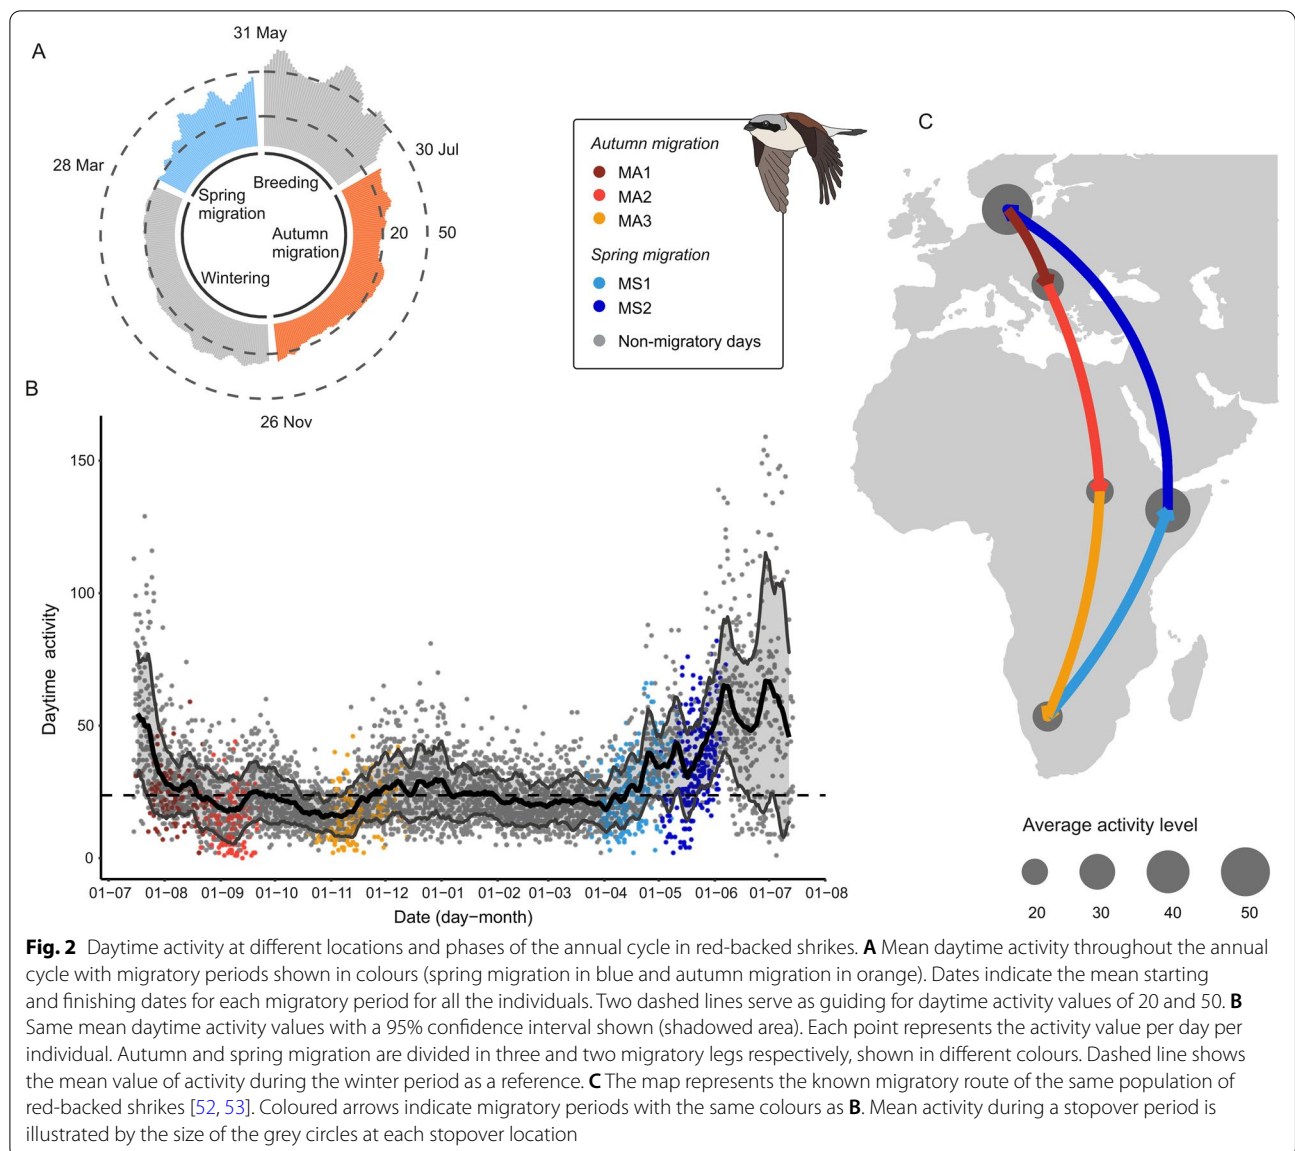 A
31 May
28 Mar
30 Jul
Spring
migration
Breeding
Autumn
migration
20
50
Wintering
26 Nov
Autumn migration
MA1
MA2
MA3
Spring migration
MS1
MS2
Non-migratory days
C
B
Daytime activity
150
100
50
0
01−07
01−08
01−09
01−10
01−11
01−12
01−01
01−02
01−03
01−04
01−05
01−06
01−07
01−08
Date (day−month)
Average activity level
20
30
40
50
Fig. 2 Daytime activity at different locations and phases of the annual cycle in red-backed shrikes. A Mean daytime activity throughout the annual
cycle with migratory periods shown in colours (spring migration in blue and autumn migration in orange). Dates indicate the mean starting
and finishing dates for each migratory period for all the individuals. Two dashed lines serve as guiding for daytime activity values of 20 and 50. B
Same mean daytime activity values with a 95% confidence interval shown (shadowed area). Each point represents the activity value per day per
individual. Autumn and spring migration are divided in three and two migratory legs respectively, shown in different colours. Dashed line shows
the mean value of activity during the winter period as a reference. C The map represents the known migratory route of the same population of
red-backed shrikes [52, 53]. Coloured arrows indicate migratory periods with the same colours as B. Mean activity during a stopover period is
illustrated by the size of the grey circles at each stopover location